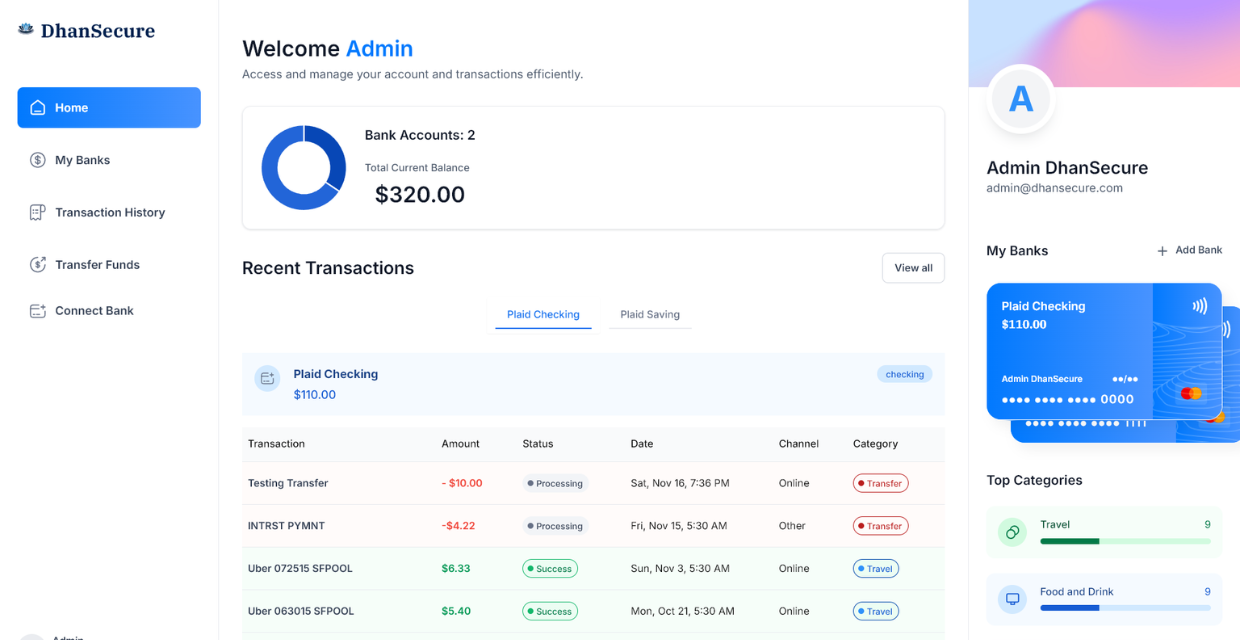 DhanSecure
Home
My Banks
Transaction History
Transfer Funds
Connect Bank
Admin
Welcome Admin
Access and manage your account and transactions efficiently.
Bank Accounts: 2
Total Current Balance
$320.00
Recent Transactions
View all
Plaid Checking Plaid Saving
Plaid Checking
$110.00
checking
Transaction Amount Status Date Channel Category
Testing Transfer - $10.00 Processing Sat, Nov 16, 7:36 PM Online Transfer
INTRST PYMNT -$4.22 Processing Fri, Nov 15, 5:30 AM Other Transfer
Uber 072515 SFPOOL $6.33 Success Sun, Nov 3, 5:30 AM Online Travel
Uber 063015 SFPOOL $5.40 Success Mon, Oct 21, 5:30 AM Online Travel
A
Admin DhanSecure
admin@dhansecure.com
My Banks
+ Add Bank
Plaid Checking
$110.00
Admin DhanSecure ●●/●●
●●●● ●●●● ●●●● 0000
●●●● ●●●● ●●●● 1111
Top Categories
Travel 9
Food and Drink 9